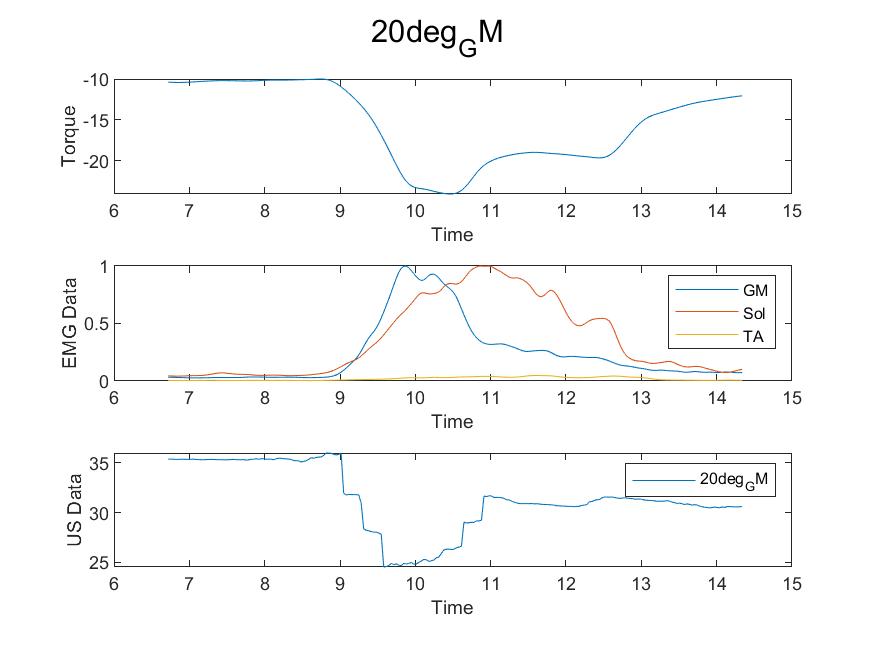 20deg_GM
-10
-15
-20
Torque
6 7 8 9 10 11 12 13 14 15
Time
1
0.5
0
EMG Data
GM
Sol
TA
6 7 8 9 10 11 12 13 14 15
Time
35
30
25
US Data
20deg_GM
6 7 8 9 10 11 12 13 14 15
Time